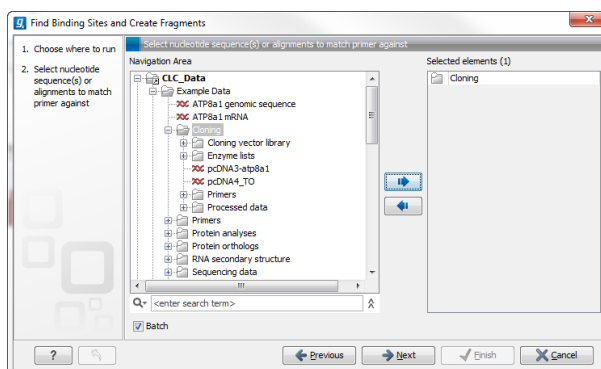 Find Binding Sites and Create Fragments
1. Choose where to run
2. Select nucleotide
sequence(s) or
alignments to match
primer against
Select nucleotide sequence(s) or alignments to match primer against
Navigation Area
CLC_Data
Example Data
ATP8a1 genomic sequence
ATP8a1 mRNA
Cloning
Cloning vector library
Enzyme lists
pcDNA3-atp8a1
pcDNA4_TO
Primers
Processed data
Primers
Protein analyses
Protein orthologs
RNA secondary structure
Sequencing data
<enter search term>
Batch
Selected elements (1)
Cloning
?
Previous
Next
Finish
Cancel